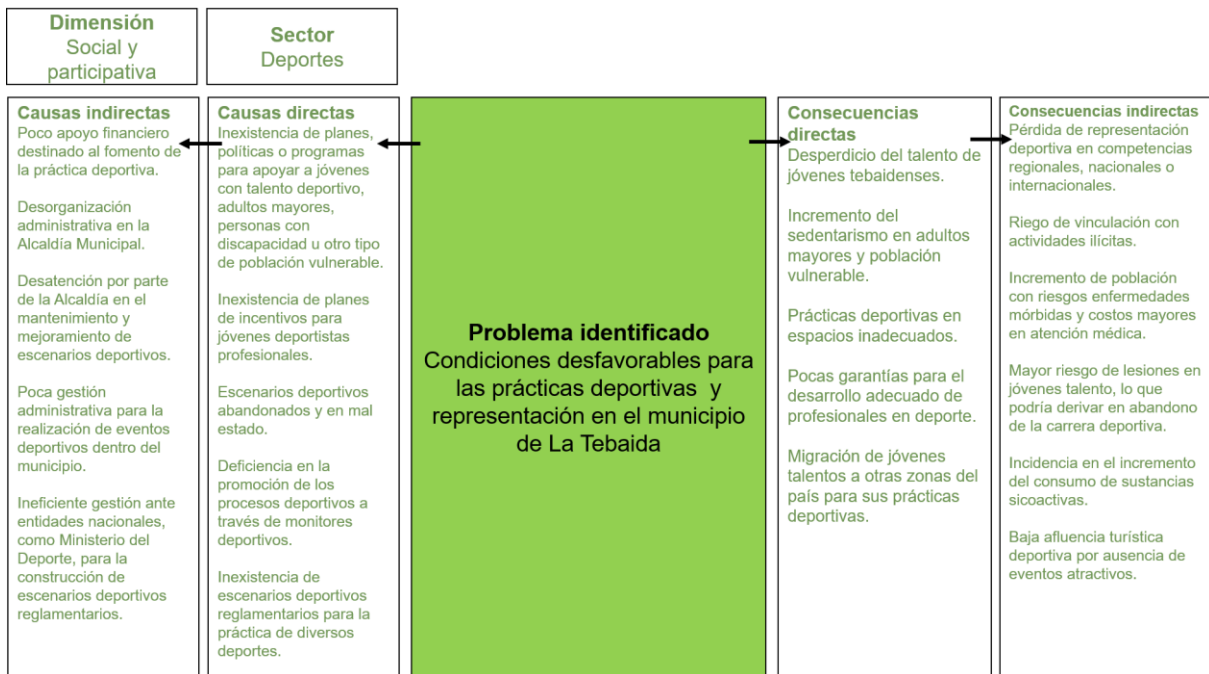 Dimensión
Social y
participativa
Sector
Deportes
Causas indirectas
Poco apoyo financiero
destinado al fomento de
la práctica deportiva.
Desorganización
administrativa en la
Alcaldía Municipal.
Desatención por parte
de la Alcaldía en el
mantenimiento y
mejoramiento de
escenarios deportivos.
Poca gestión
administrativa para la
realización de eventos
deportivos dentro del
municipio.
Ineficiente gestión ante
entidades nacionales,
como Ministerio del
Deporte, para la
construcción de
escenarios deportivos
reglamentarios.
Causas directas
Inexistencia de planes,
políticas o programas
para apoyar a jóvenes
con talento deportivo,
adultos mayores,
personas con
discapacidad u otro tipo
de población vulnerable.
Inexistencia de planes
de incentivos para
jóvenes deportistas
profesionales.
Escenarios deportivos
abandonados y en mal
estado.
Deficiencia en la
promoción de los
procesos deportivos a
través de monitores
deportivos.
Inexistencia de
escenarios deportivos
reglamentarios para la
práctica de diversos
deportes.
Problema identificado
Condiciones desfavorables para
las prácticas deportivas y
representación en el municipio
de La Tebaida
Consecuencias
directas
Desperdicio del talento de
jóvenes tebaidenses.
Incremento del
sedentarismo en adultos
mayores y población
vulnerable.
Prácticas deportivas en
espacios inadecuados.
Pocas garantías para el
desarrollo adecuado de
profesionales en deporte.
Migración de jóvenes
talentos a otras zonas del
país para sus prácticas
deportivas.
Consecuencias indirectas
Pérdida de representación
deportiva en competencias
regionales, nacionales o
internacionales.
Riego de vinculación con
actividades ilícitas.
Incremento de población
con riesgos enfermedades
mórbidas y costos mayores
en atención médica.
Mayor riesgo de lesiones en
jóvenes talento, lo que
podría derivar en abandono
de la carrera deportiva.
Incidencia en el incremento
del consumo de sustancias
sicoactivas.
Baja afluencia turística
deportiva por ausencia de
eventos atractivos.